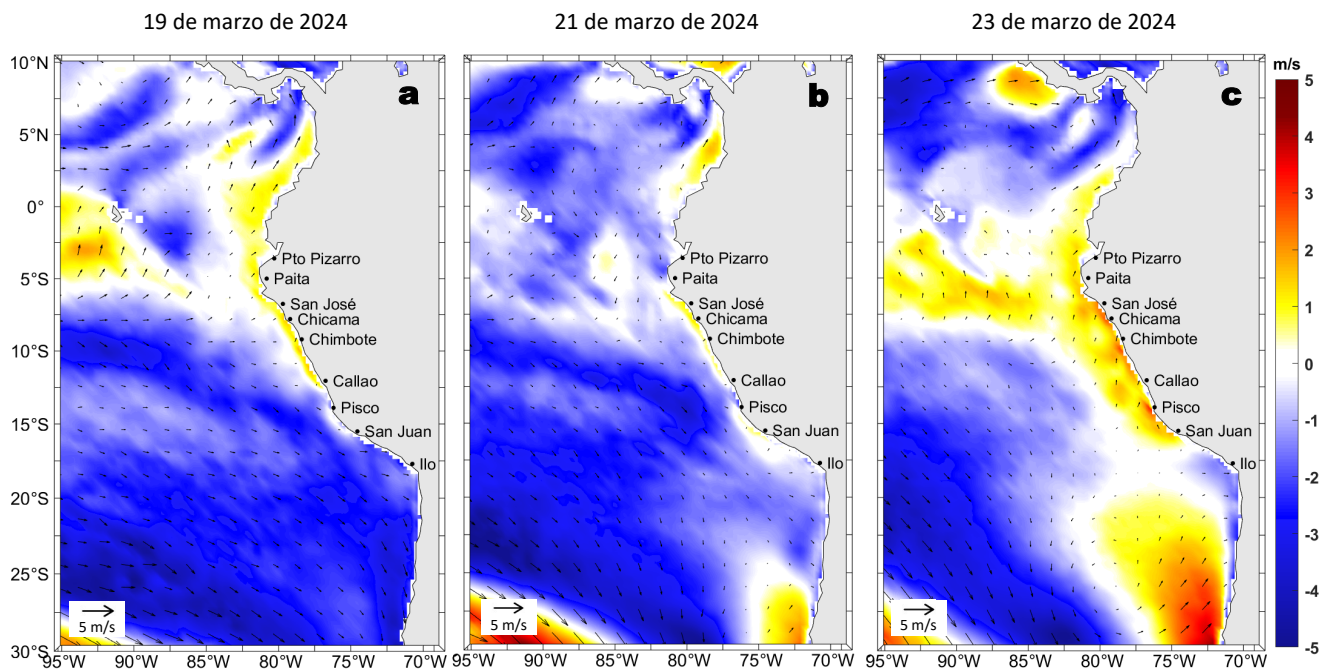 19 de marzo de 2024
21 de marzo de 2024
23 de marzo de 2024
a
b
c
m/s
10°N
5°N
0°
5°S
10°S
15°S
20°S
25°S
30°S
Pto Pizarro
Paita
San José
Chicama
Chimbote
Callao
Pisco
San Juan
Ilo
5 m/s
95°W 90°W 85°W 80°W 75°W 70°W
Pto Pizarro
Paita
San José
Chicama
Chimbote
Callao
Pisco
San Juan
Ilo
5 m/s
95°W 90°W 85°W 80°W 75°W 70°W
Pto Pizarro
Paita
San José
Chicama
Chimbote
Callao
Pisco
San Juan
Ilo
5 m/s
95°W 90°W 85°W 80°W 75°W 70°W
5
4
3
2
1
0
-1
-2
-3
-4
-5